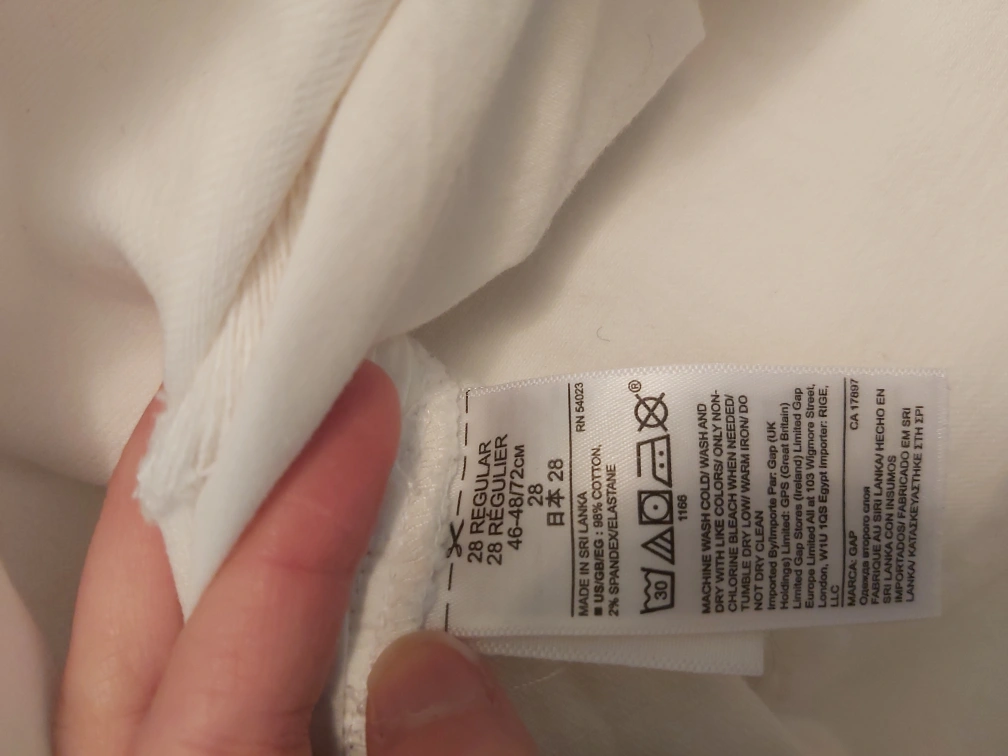 28 REGULAR
28 RÉGULIER
46-48/72CM
28
日本 28
MADE IN SRI LANKA RN 54023
■ US/GB/EG : 98% COTTON,
2% SPANDEX/ELASTANE
30
®
1166
MACHINE WASH COLD/ WASH AND
DRY WITH LIKE COLORS/ ONLY NON-
CHLORINE BLEACH WHEN NEEDED/
TUMBLE DRY LOW/ WARM IRON/ DO
NOT DRY CLEAN
Imported By/Importé Par: Gap (UK
Holdings) Limited: GPS (Great Britain)
Limited Gap Stores (Ireland) Limited Gap
Europe Limited All at 103 Wigmore Street,
London, W1U 1QS Egypt Importer: RIGE,
LLC
MARCA: GAP CA 17897
Одежда второго слоя
FABRIQUÉ AU SRI LANKA/ HECHO EN
SRI LANKA CON INSUMOS
IMPORTADOS/ FABRICADO EM SRI
LANKA/ ΚΑΤΑΣΚΕΥΑΣΤΗΚΕ ΣΤΗ ΣΡΙ